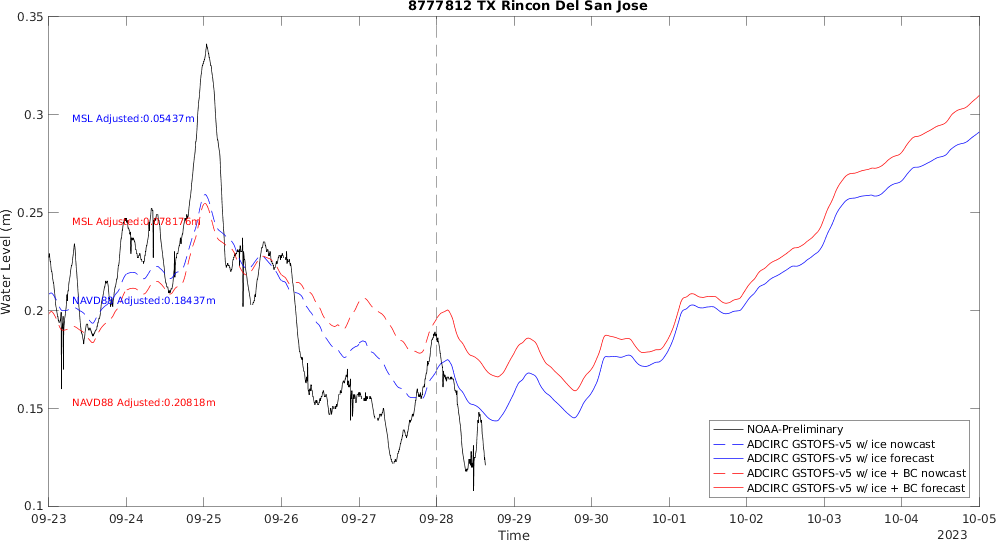 8777812 TX Rincon Del San Jose
Water Level (m)
0.35
0.3
0.25
0.2
0.15
0.1
MSL Adjusted:0.05437m
MSL Adjusted:0.078176m
NAVD88 Adjusted:0.18437m
NAVD88 Adjusted:0.20818m
NOAA-Preliminary
ADCIRC GSTOFS-v5 w/ ice nowcast
ADCIRC GSTOFS-v5 w/ ice forecast
ADCIRC GSTOFS-v5 w/ ice + BC nowcast
ADCIRC GSTOFS-v5 w/ ice + BC forecast
09-23 09-24 09-25 09-26 09-27 09-28 09-29 09-30 10-01 10-02 10-03 10-04 10-05
Time
2023